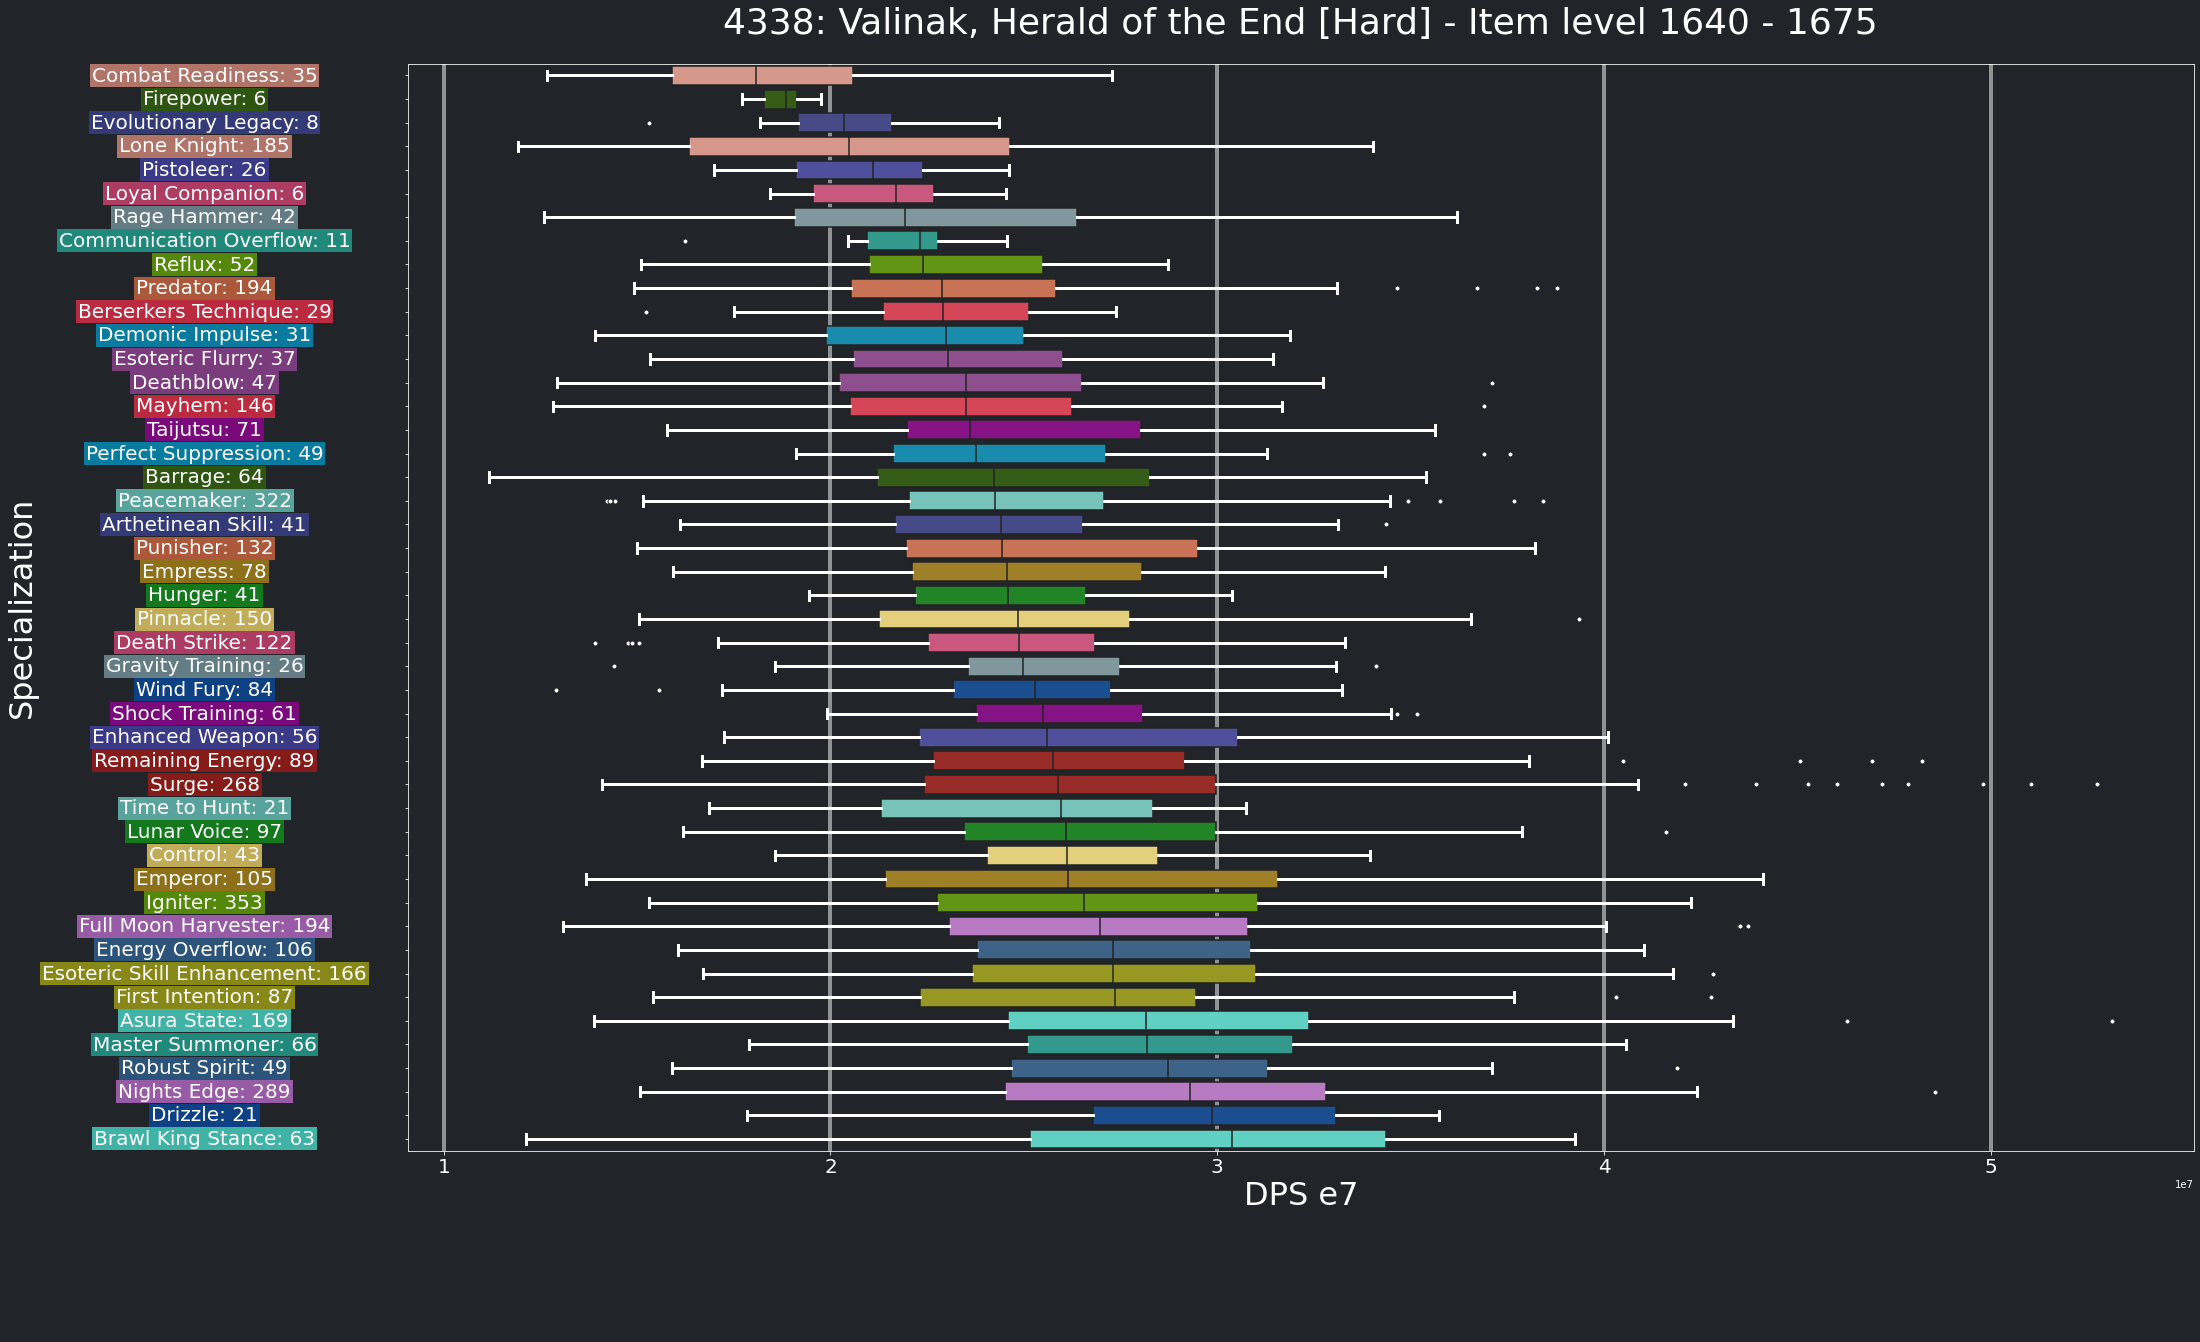 4338: Valinak, Herald of the End [Hard] - Item level 1640 - 1675
Combat Readiness: 35
Firepower: 6
Evolutionary Legacy: 8
Lone Knight: 185
Pistoleer: 26
Loyal Companion: 6
Rage Hammer: 42
Communication Overflow: 11
Reflux: 52
Predator: 194
Berserkers Technique: 29
Demonic Impulse: 31
Esoteric Flurry: 37
Deathblow: 47
Mayhem: 146
Taijutsu: 71
Perfect Suppression: 49
Barrage: 64
Peacemaker: 322
Arthetinean Skill: 41
Punisher: 132
Empress: 78
Hunger: 41
Pinnacle: 150
Death Strike: 122
Gravity Training: 26
Wind Fury: 84
Shock Training: 61
Enhanced Weapon: 56
Remaining Energy: 89
Surge: 268
Time to Hunt: 21
Lunar Voice: 97
Control: 43
Emperor: 105
Igniter: 353
Full Moon Harvester: 194
Energy Overflow: 106
Esoteric Skill Enhancement: 166
First Intention: 87
Asura State: 169
Master Summoner: 66
Robust Spirit: 49
Nights Edge: 289
Drizzle: 21
Brawl King Stance: 63
Specialization
1 2 3 4 5
1e7
DPS e7